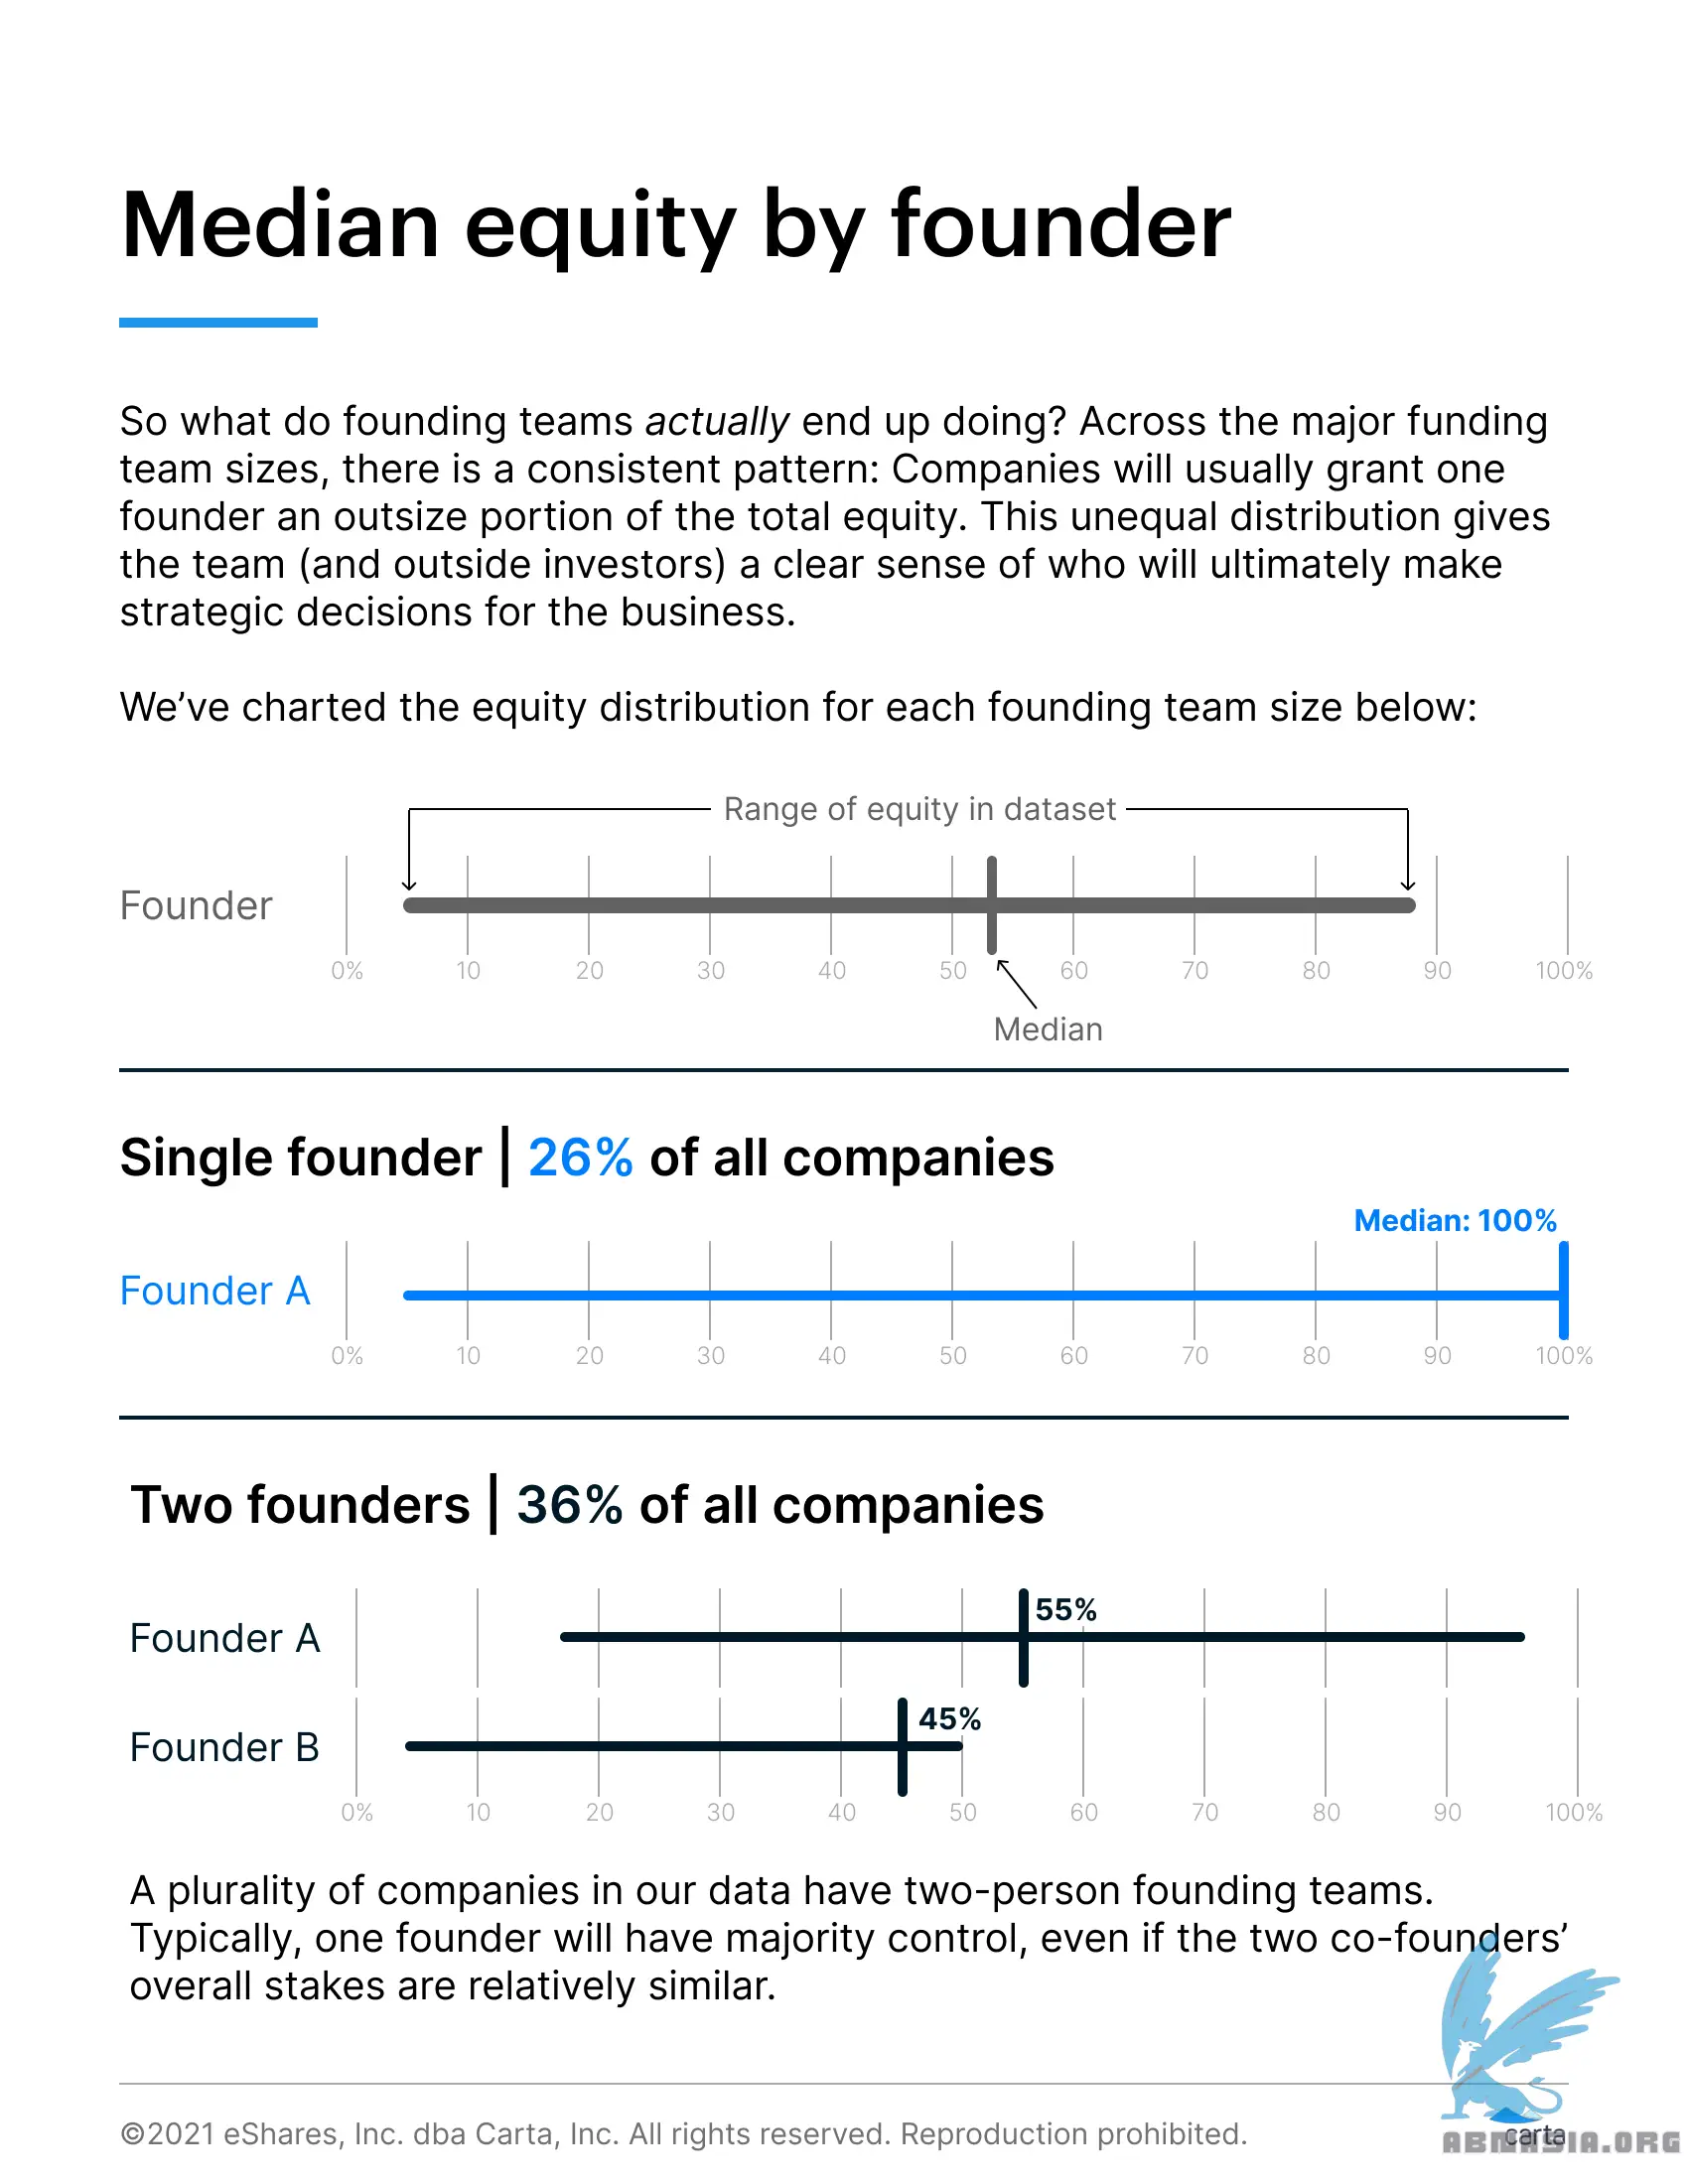 Median equity by founder
So what do founding teams actually end up doing? Across the major funding
team sizes, there is a consistent pattern: Companies will usually grant one
founder an outsize portion of the total equity. This unequal distribution gives
the team (and outside investors) a clear sense of who will ultimately make
strategic decisions for the business.
We’ve charted the equity distribution for each founding team size below:
Range of equity in dataset
Founder
0% 10 20 30 40 50 60 70 80 90 100%
Median
Single founder | 26% of all companies
Median: 100%
Founder A
0% 10 20 30 40 50 60 70 80 90 100%
Two founders | 36% of all companies
55%
Founder A
45%
Founder B
0% 10 20 30 40 50 60 70 80 90 100%
A plurality of companies in our data have two-person founding teams.
Typically, one founder will have majority control, even if the two co-founders’
overall stakes are relatively similar.
©2021 eShares, Inc. dba Carta, Inc. All rights reserved. Reproduction prohibited.
carta
ABMASIA.ORG